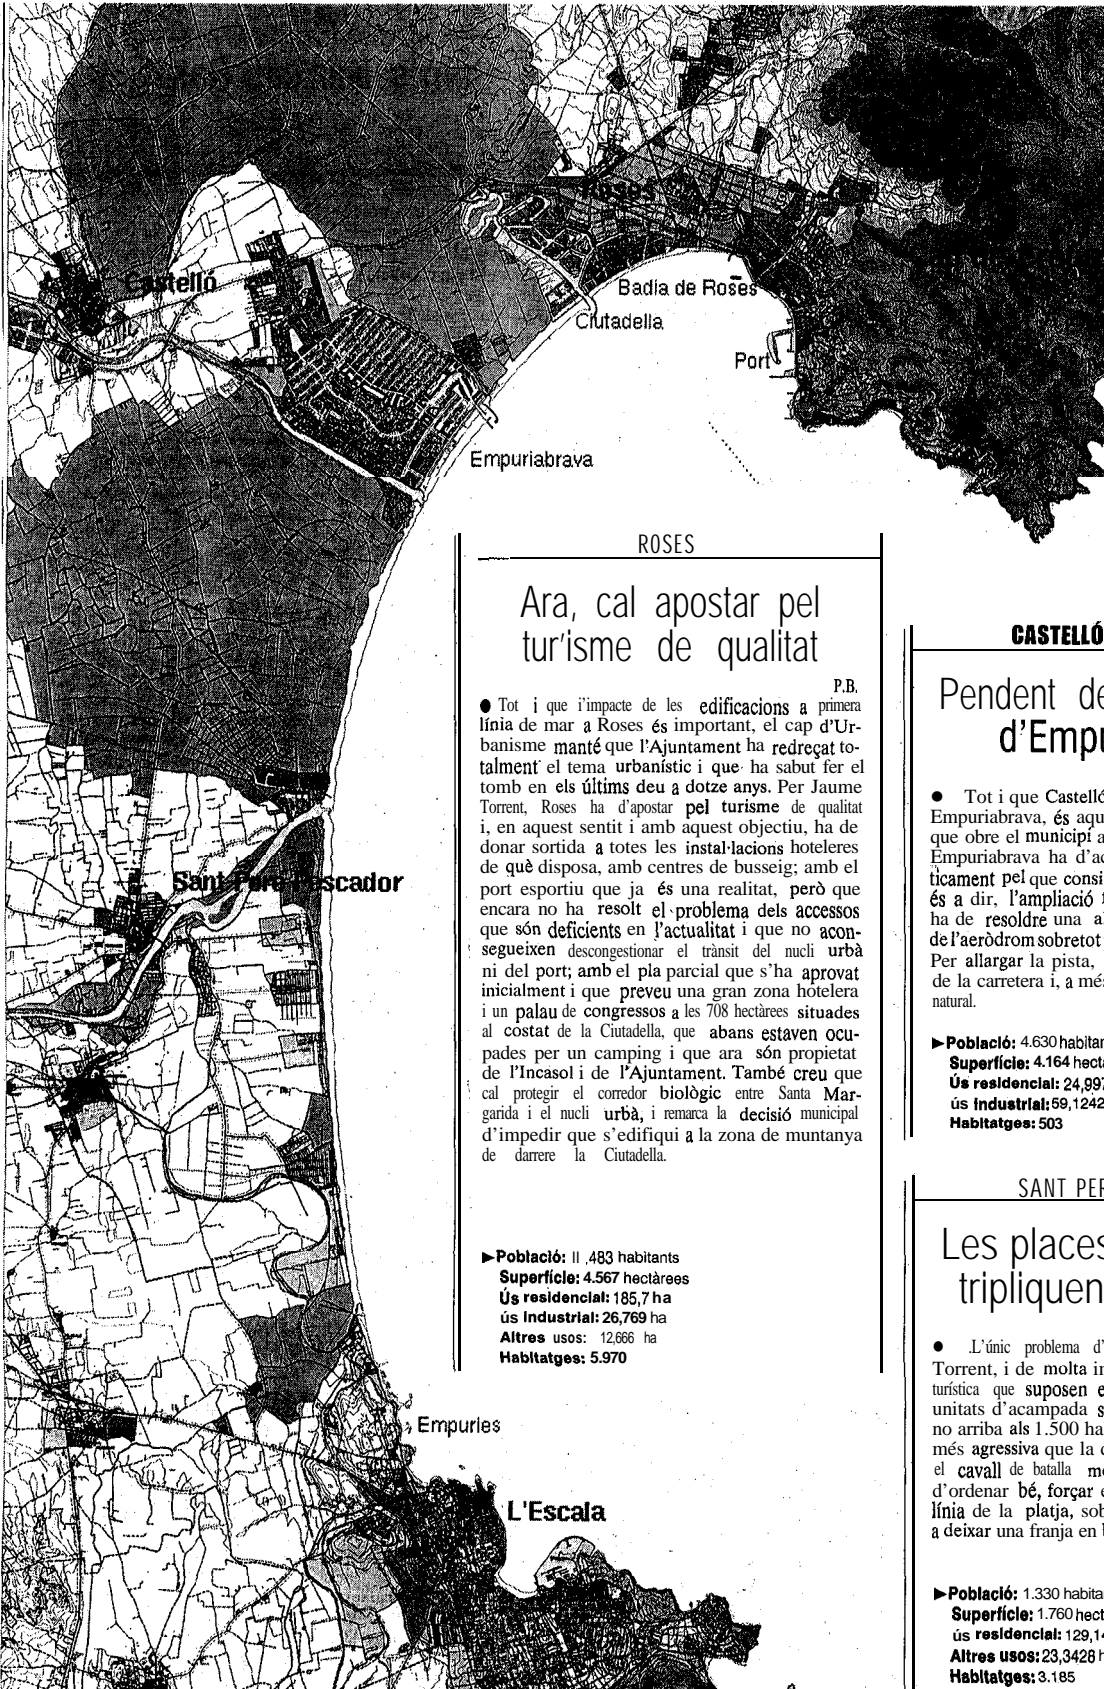 Roses
Castelló
Badia de Roses
Ciutadella
Port
Empuriabrava
Sant Pere Pescador
Empuries
L'Escala
ROSES
Ara, cal apostar pel
tur'isme de qualitat
P.B.
● Tot i que i'impacte de les edificacions a primera
línia de mar a Roses és important, el cap d'Ur-
banisme manté que l'Ajuntament ha redreçat to-
talment el tema urbanístic i que ha sabut fer el
tomb en els últims deu a dotze anys. Per Jaume
Torrent, Roses ha d'apostar pel turisme de qualitat
i, en aquest sentit i amb aquest objectiu, ha de
donar sortida a totes les instal·lacions hoteleres
de què disposa, amb centres de busseig; amb el
port esportiu que ja és una realitat, però que
encara no ha resolt el problema dels accessos
que són deficients en l'actualitat i que no acon-
segueixen descongestionar el trànsit del nucli urbà
ni del port; amb el pla parcial que s'ha aprovat
inicialment i que preveu una gran zona hotelera
i un palau de congressos a les 708 hectàrees situades
al costat de la Ciutadella, que abans estaven ocu-
pades per un camping i que ara són propietat
de l'Incasol i de l'Ajuntament. També creu que
cal protegir el corredor biològic entre Santa Mar-
garida i el nucli urbà, i remarca la decisió municipal
d'impedir que s'edifiqui a la zona de muntanya
de darrere la Ciutadella.
►Població: II ,483 habitants
Superfície: 4.567 hectàrees
Ús residencial: 185,7 ha
ús Industrial: 26,769 ha
Altres usos: 12,666 ha
Habitatges: 5.970
CASTELLÓ
Pendent de
d'Empu
● Tot i que Castelló
Empuriabrava, és aqu
que obre el municipi a
Empuriabrava ha d'ac
ticament pel que consi
és a dir, l'ampliació
ha de resoldre una a
de l'aeròdrom sobretot
Per allargar la pista,
de la carretera i, a més
natural.
►Població: 4.630 habitan
Superfície: 4.164 hect
Ús residencial: 24,997
ús Industrial: 59,1242
Habitatges: 503
SANT PER
Les places
tripliquen
● .L'únic problema d'
Torrent, i de molta in
turística que suposen e
unitats d'acampada s
no arriba als 1.500 ha
més agressiva que la c
el cavall de batalla me
d'ordenar bé, forçar e
línia de la platja, sob
a deixar una franja en b
►Població: 1.330 habita
Superfície: 1.760 hect
ús residencial: 129,14
Altres usos: 23,3428 h
Habitatges: 3.185